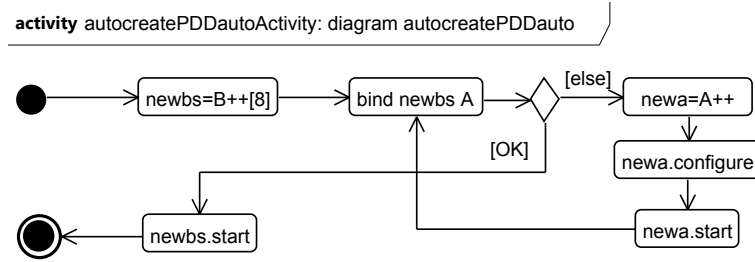 activity autocreatePDDautoActivity: diagram autocreatePDDauto
[else]
newbs=B++[8]
bind newbs A
newa=A++
[OK]
newa.configure
newbs.start
newa.start